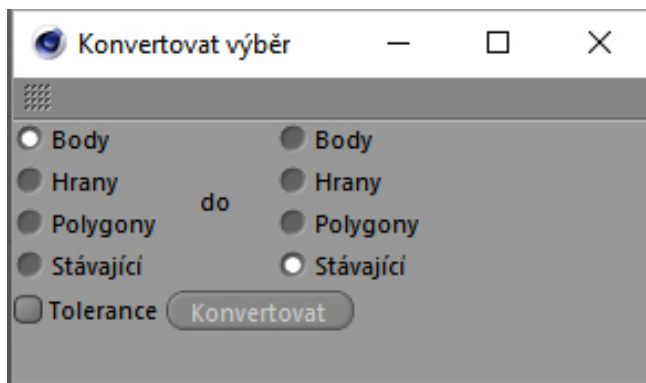 Konvertovat výběr
Body Body
Hrany Hrany
do
Polygony Polygony
Stávající Stávající
Tolerance Konvertovat